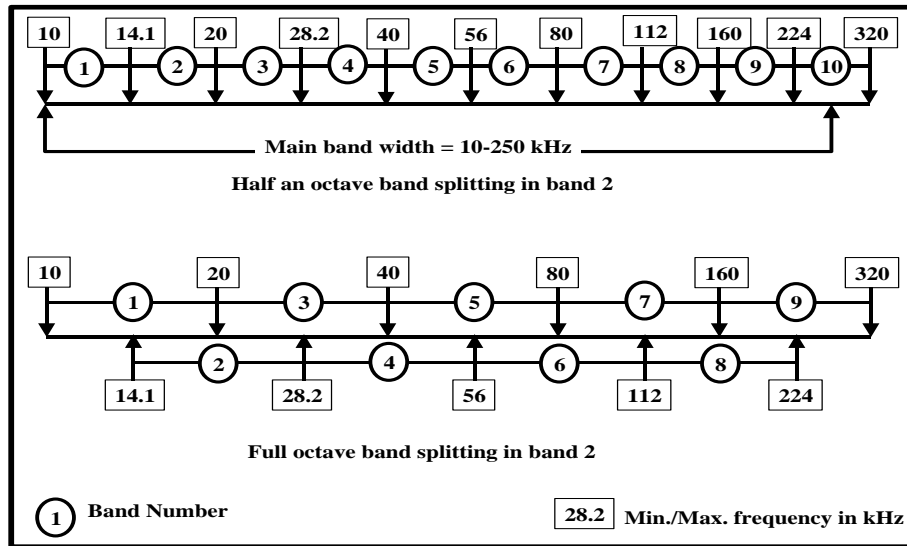 10 14.1 20 28.2 40 56 80 112 160 224 320
1 2 3 4 5 6 7 8 9 10
Main band width = 10-250 kHz
Half an octave band splitting in band 2
10 20 40 80 160 320
1 3 5 7 9
2 4 6 8
14.1 28.2 56 112 224
Full octave band splitting in band 2
1 Band Number
28.2 Min./Max. frequency in kHz